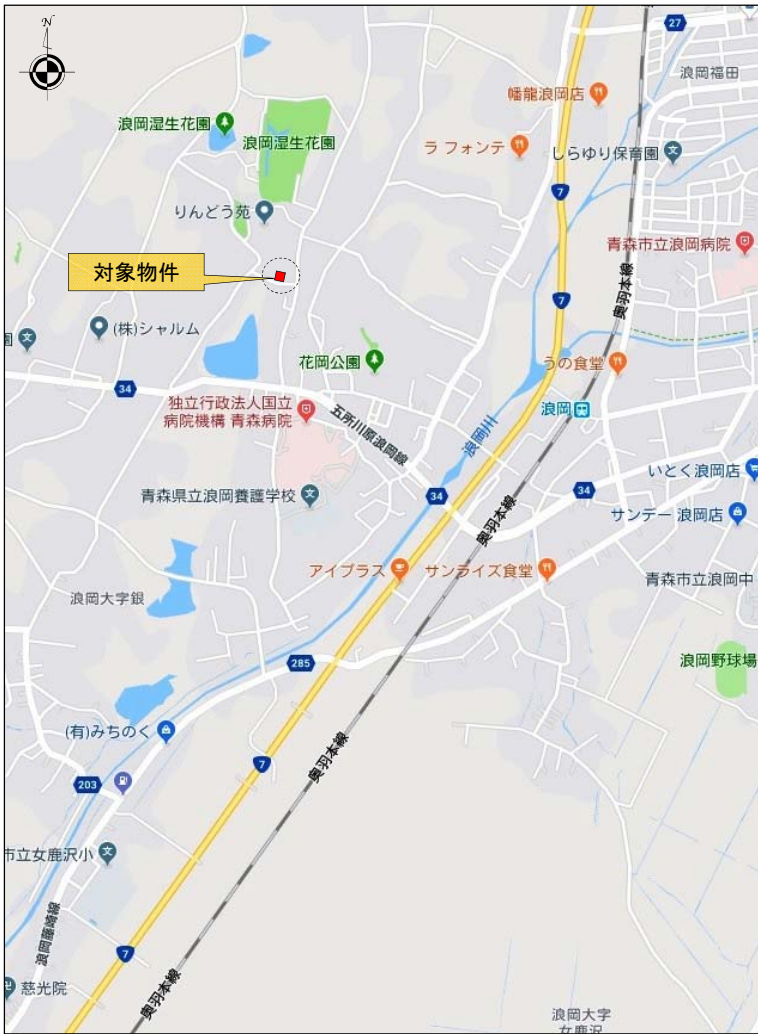 N
27
浪岡福田
幡龍浪岡店
浪岡湿生花園
浪岡湿生花園
ラ フォンテ
しらゆり保育園
7
りんどう苑
青森市立浪岡病院
対象物件
奥羽本線
7
(株)シャルム
園
花岡公園
うの食堂
34
独立行政法人国立
病院機構 青森病院
五所川原浪岡線
浪岡
いとく浪岡店
34
34
青森県立浪岡養護学校
サンデー 浪岡店
奥羽本線
アイプラス
サンライズ食堂
青森市立浪岡中
浪岡大字銀
285
浪岡野球場
(有)みちのく
7
奥羽本線
203
市立女鹿沢小
浪岡藤崎線
7
慈光院
奥羽本線
浪岡大字
女鹿沢